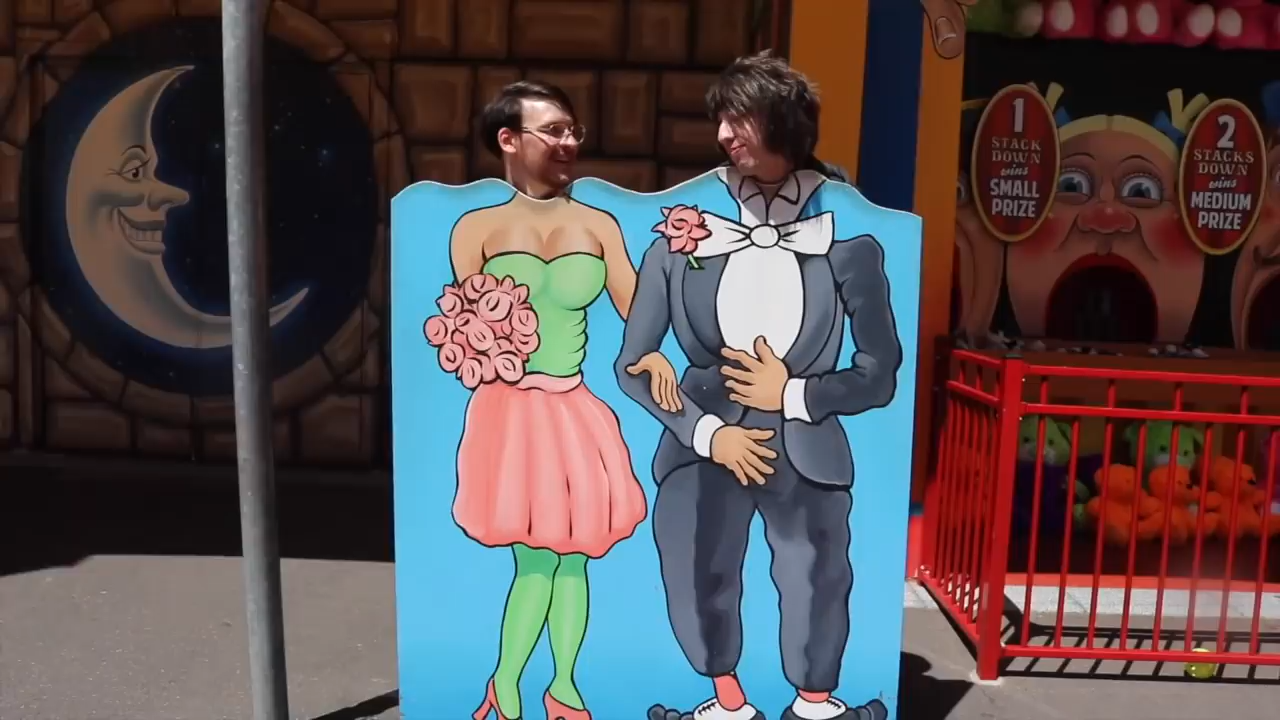 1
STACK
DOWN
wins
SMALL
PRIZE
2
STACKS
DOWN
wins
MEDIUM
PRIZE